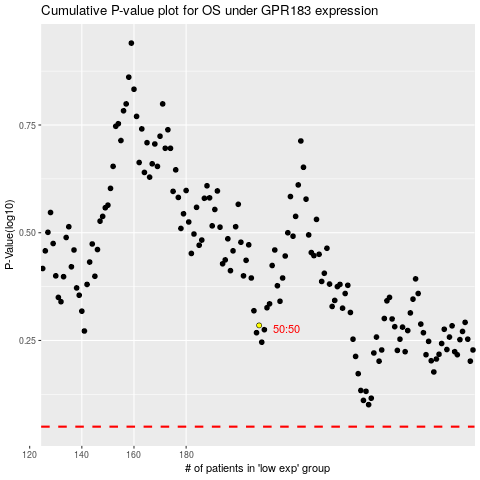 Cumulative P-value plot for OS under GPR183 expression
P-Value(log10)
0.75
0.50
0.25
50:50
120
140
160
180
# of patients in 'low exp' group